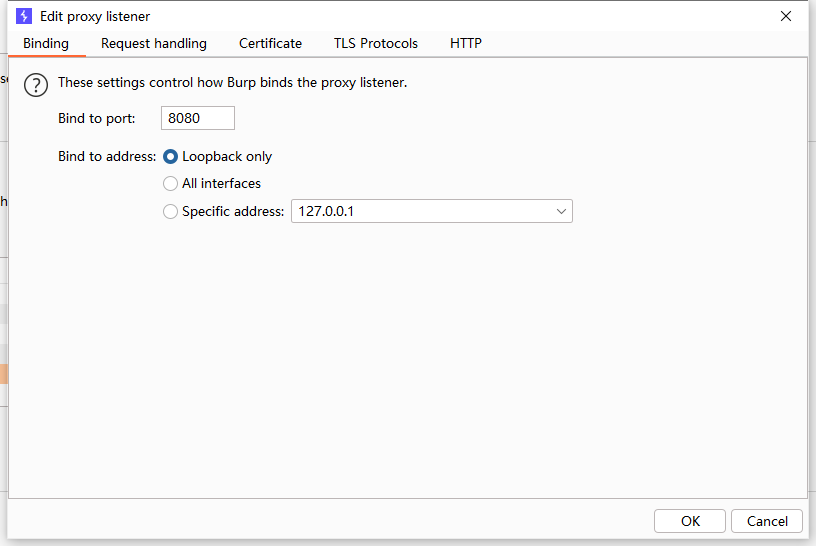 Edit proxy listener
Binding Request handling Certificate TLS Protocols HTTP
These settings control how Burp binds the proxy listener.
Bind to port: 8080
Bind to address: Loopback only
All interfaces
Specific address: 127.0.0.1
OK Cancel